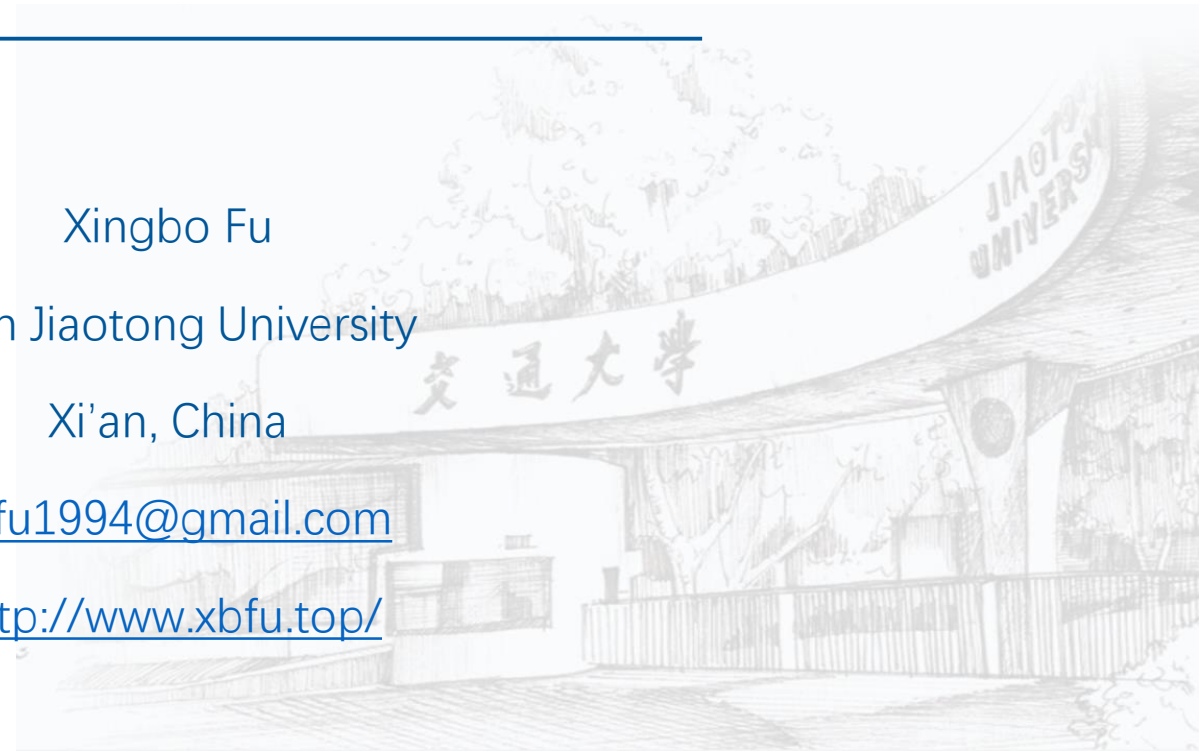 Xingbo Fu
n Jiaotong University
Xi’an, China
fu1994@gmail.com
tp://www.xbfu.top/
JIAOTO
UNIVERS
交通大學